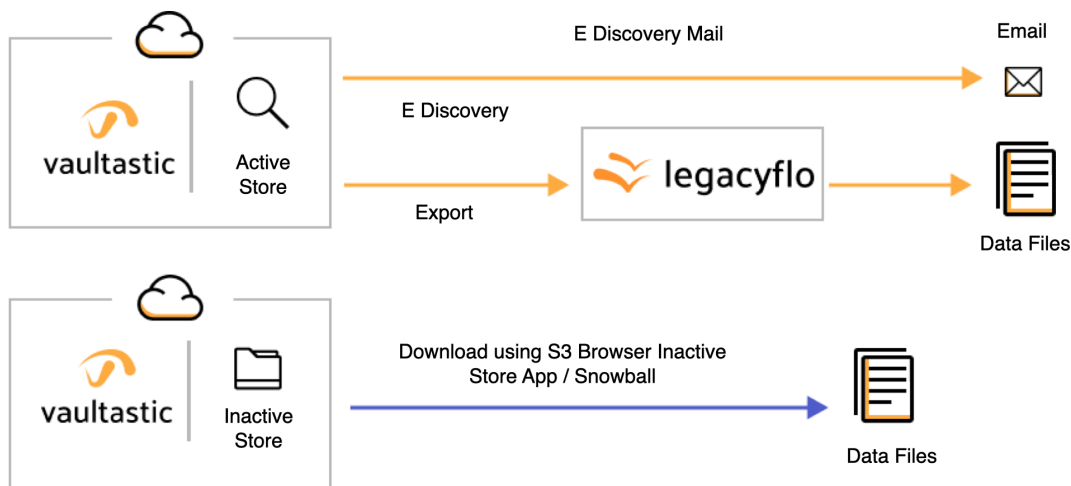 E Discovery Mail
Email
E Discovery
vaultastic
Active
Store
legacyflo
Export
Data Files
Download using S3 Browser Inactive
Store App / Snowball
vaultastic
Inactive
Store
Data Files